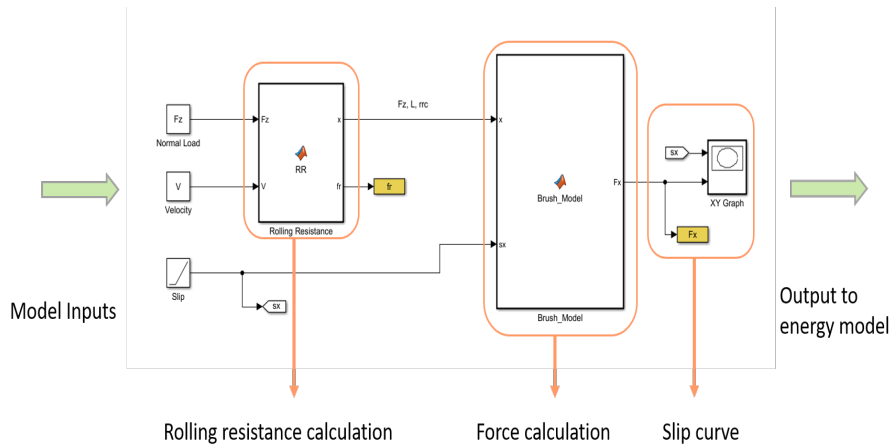 Fz
Normal Load
V
Velocity
Slip
sx
Fz
V
RR
x
fr
Rolling Resistance
Fz, L, rrc
fr
x
sx
Brush_Model
Fx
Brush_Model
sx
XY Graph
Fx
Model Inputs
Output to
energy model
Rolling resistance calculation
Force calculation
Slip curve